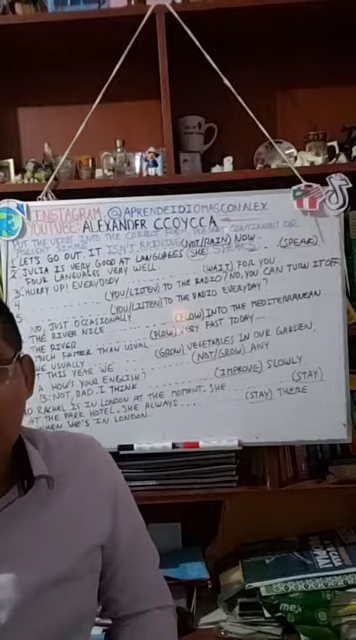 INSTAGRAM @APRENDEIDIOMASCONALEX
YOUTUBE: ALEXANDER CCOYCCA
PUT THE VERB INTO THE CORRECT FORM, PRESENT CONTINUOUS OR
PRESENT SIMPLE
1. LET'S GO OUT. IT ISN'T RAINING (NOT/RAIN) NOW.
2. JULIA IS VERY GOOD AT LANGUAGES (SHE SPEAKS (SPEAK)
FOUR LANGUAGES VERY WELL.
3. HURRY UP! EVERYBODY .......... (WAIT) FOR YOU
.......... (YOU/LISTEN) TO THE RADIO? NO, YOU CAN TURN IT OFF
.......... (YOU/LISTEN) TO THE RADIO EVERYDAY?
NO, JUST OCCASIONALLY
THE RIVER NILE .......... (FLOW) INTO THE MEDITERRANEAN
THE RIVER .......... (FLOW) VERY FAST TODAY...
MUCH FASTER THAN USUAL
WE USUALLY .......... (GROW) VEGETABLES IN OUR GARDEN,
THIS YEAR WE .......... (NOT/GROW) ANY
A: HOW'S YOUR ENGLISH?
B: NOT, DAD. I THINK .......... (IMPROVE) SLOWLY
RACHEL IS IN LONDON AT THE MOMENT. SHE .......... (STAY)
AT THE PARK HOTEL. SHE ALWAYS .......... (STAY) THERE
WHEN SHE'S IN LONDON.
mex